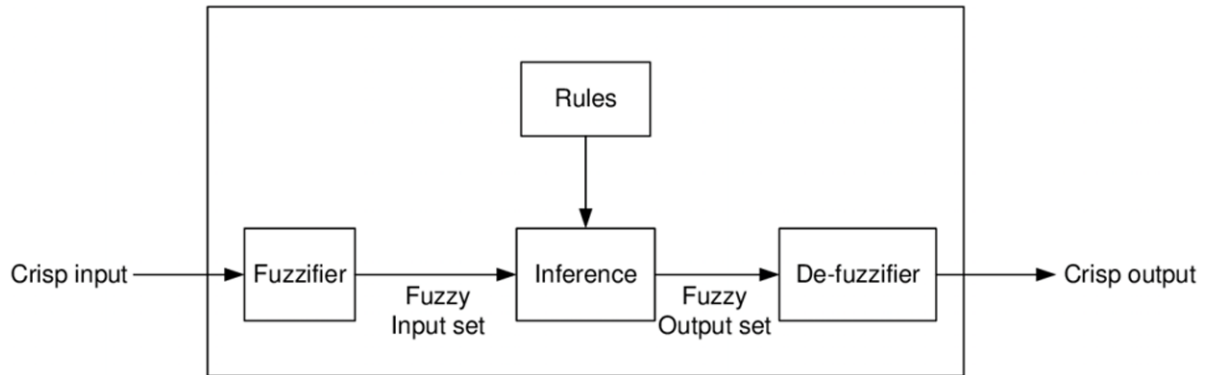 Rules
Crisp input
Fuzzifier
Fuzzy
Input set
Inference
Fuzzy
Output set
De-fuzzifier
Crisp output